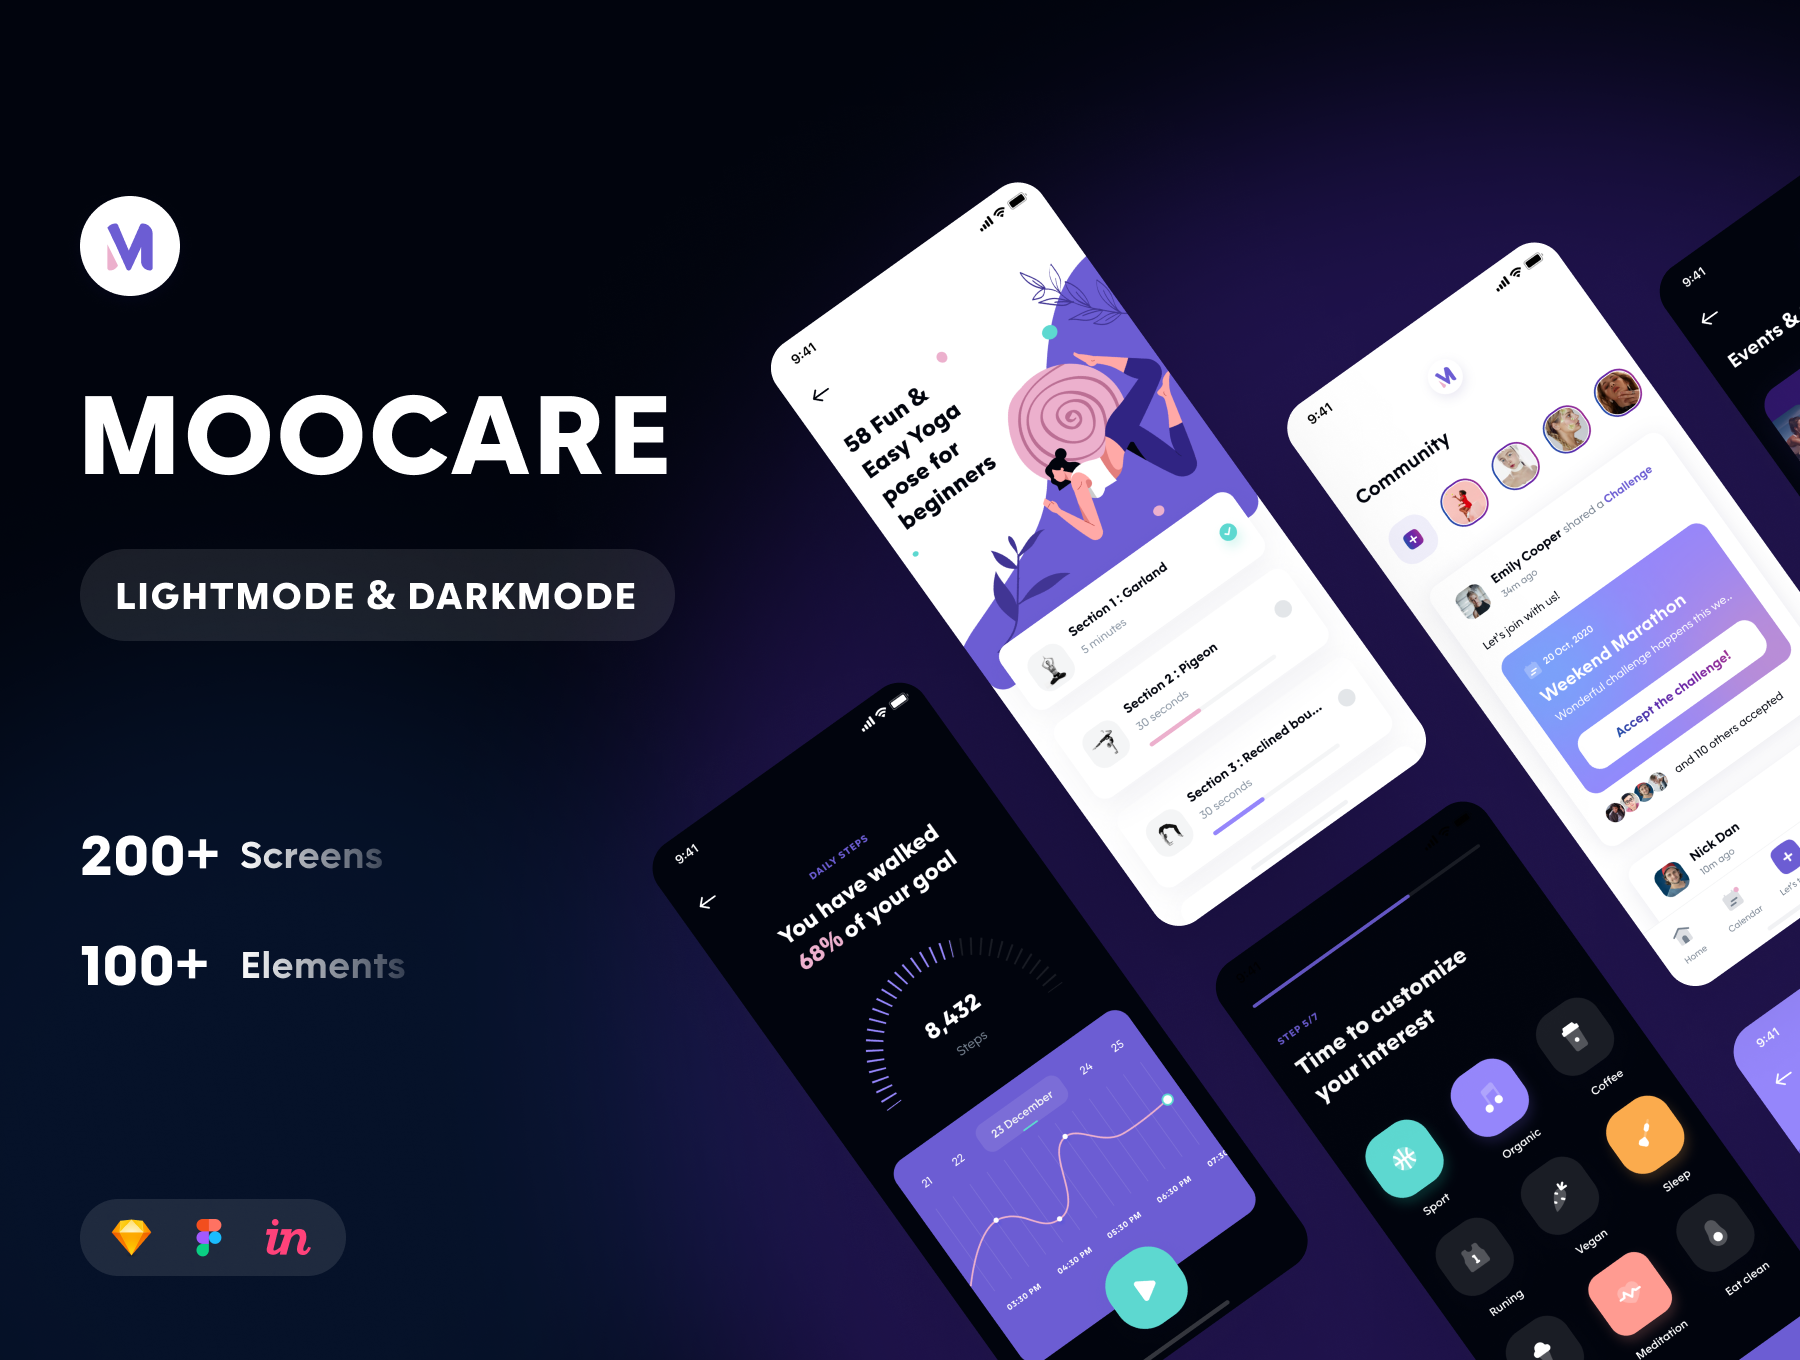 M
MOOCARE
LIGHTMODE & DARKMODE
200+ Screens
100+ Elements
in
9:41
58 Fun &
Easy Yoga
pose for
beginners
Section 1 : Garland
5 minutes
Section 2 : Pigeon
30 seconds
Section 3 : Reclined bou...
30 seconds
9:41
M
Community
Emily Cooper shared a Challenge
34m ago
Let's join with us!
20 Oct, 2020
Weekend Marathon
Wonderful challenge happens this we..
Accept the challenge!
and 110 others accepted
Nick Dan
10m ago
Home
Calendar
Let's
9:41
Events &
9:41
DAILY STEPS
You have walked
68% of your goal
8,432
Steps
21
22
23 December
24
25
03:30 PM
04:30 PM
05:30 PM
06:30 PM
07:30
STEP 5/7
Time to customize
your interest
Sport
Organic
Coffee
Runing
Vegan
Sleep
Meditation
Eat clean
9:41